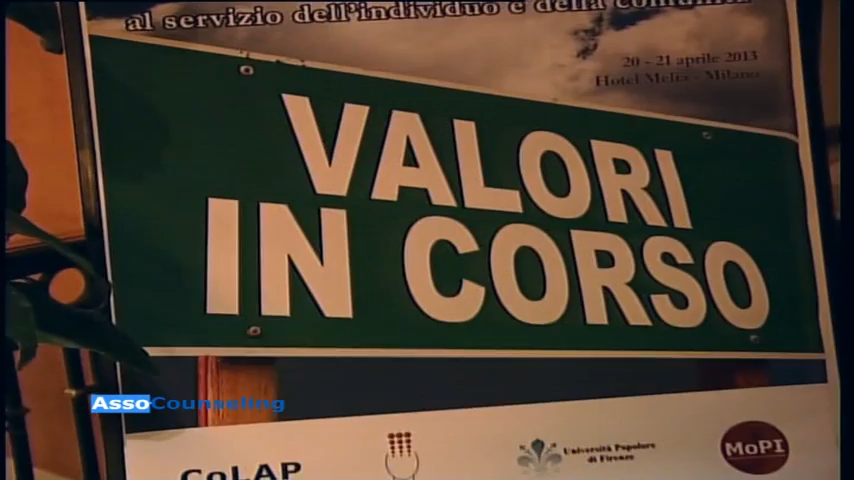 al servizio dell'individuo e della comunità
20 - 21 aprile 2013
Hotel Melià - Milano
VALORI
IN CORSO
AssoCounseling
CoLAP
Università Popolare
di Firenze
MoPI